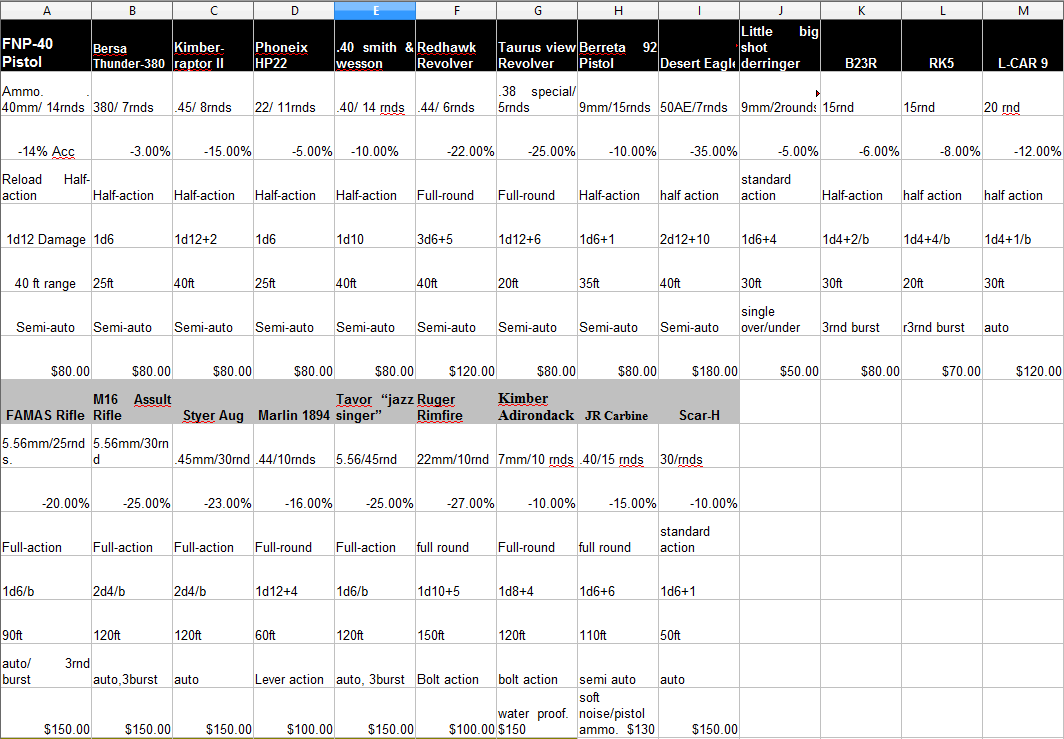 A B C D E F G H I J K L M
FNP-40
Pistol
Bersa
Thunder-380
Kimber-
raptor II
Phoneix
HP22
.40 smith &
wesson
Redhawk
Revolver
Taurus view
Revolver
Berreta 92
Pistol
Desert Eagle
Little big
shot
derringer
B23R
RK5
L-CAR 9
Ammo. .
40mm/ 14rnds
380/ 7rnds
.45/ 8rnds
22/ 11rnds
.40/ 14 rnds
.44/ 6rnds
.38 special/
5rnds
9mm/15rnds
50AE/7rnds
9mm/2rounds
15rnd
15rnd
20 rnd
-14% Acc
-3.00%
-15.00%
-5.00%
-10.00%
-22.00%
-25.00%
-10.00%
-35.00%
-5.00%
-6.00%
-8.00%
-12.00%
Reload Half-
action
Half-action
Half-action
Half-action
Half-action
Full-round
Full-round
Half-action
half action
standard
action
Half-action
half action
half action
1d12 Damage
1d6
1d12+2
1d6
1d10
3d6+5
1d12+6
1d6+1
2d12+10
1d6+4
1d4+2/b
1d4+4/b
1d4+1/b
40 ft range
25ft
40ft
25ft
40ft
40ft
20ft
35ft
40ft
30ft
30ft
20ft
30ft
Semi-auto
Semi-auto
Semi-auto
Semi-auto
Semi-auto
Semi-auto
Semi-auto
Semi-auto
Semi-auto
single
over/under
3rnd burst
r3rnd burst
auto
$80.00
$80.00
$80.00
$80.00
$80.00
$120.00
$80.00
$80.00
$180.00
$50.00
$80.00
$70.00
$120.00
FAMAS Rifle
M16 Assult
Rifle
Styer Aug
Marlin 1894
Tavor “jazz
singer”
Ruger
Rimfire
Kimber
Adirondack
JR Carbine
Scar-H
5.56mm/25rnd
s.
5.56mm/30rn
d
.45mm/30rnd
.44/10rnds
5.56/45rnd
22mm/10rnd
7mm/10 rnds
.40/15 rnds
30/rnds
-20.00%
-25.00%
-23.00%
-16.00%
-25.00%
-27.00%
-10.00%
-15.00%
-10.00%
Full-action
Full-action
Full-action
Full-round
Full-action
full round
Full-round
full round
standard
action
1d6/b
2d4/b
2d4/b
1d12+4
1d6/b
1d10+5
1d8+4
1d6+6
1d6+1
90ft
120ft
120ft
60ft
120ft
150ft
120ft
110ft
50ft
auto/ 3rnd
burst
auto,3burst
auto
Lever action
auto, 3burst
Bolt action
bolt action
semi auto
auto
$150.00
$150.00
$150.00
$100.00
$150.00
$100.00
water proof.
$150
soft
noise/pistol
ammo. $130
$150.00